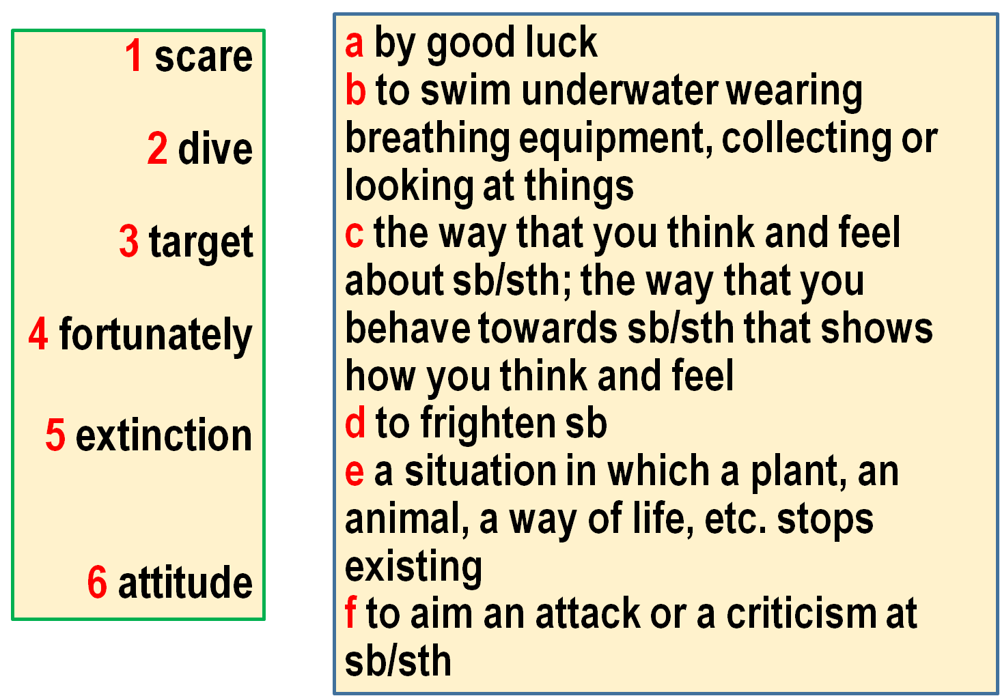 1 scare
2 dive
3 target
4 fortunately
5 extinction
6 attitude
a by good luck
b to swim underwater wearing
breathing equipment, collecting or
looking at things
c the way that you think and feel
about sb/sth; the way that you
behave towards sb/sth that shows
how you think and feel
d to frighten sb
e a situation in which a plant, an
animal, a way of life, etc. stops
existing
f to aim an attack or a criticism at
sb/sth